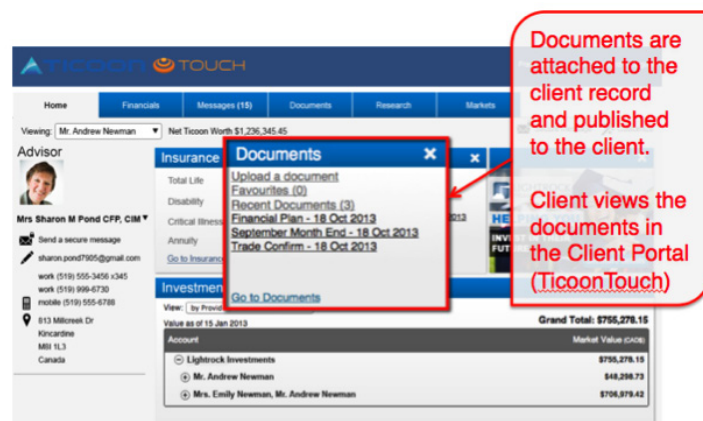 TICOON TOUCH
Home Financials Messages (15) Documents Research Markets
Viewing: Mr. Andrew Newman Net Ticoon Worth $1,236,345.45
Advisor
Mrs Sharon M Pond CFP, CIM
Send a secure message
sharon.pond7905@gmail.com
work (519) 555-3456 x345
work (519) 999-6730
mobile (519) 555-6788
813 Millcreek Dr
Kincardine
M8I 1L3
Canada
Insurance
Total Life
Disability
Critical Illness
Annuity
Go to Insurance
Documents
Upload a document
Favourites (0)
Recent Documents (3)
Financial Plan - 18 Oct 2013
September Month End - 18 Oct 2013
Trade Confirm - 18 Oct 2013
Go to Documents
2013
Documents are
attached to the
client record
and published
to the client.
Client views the
documents in
the Client Portal
(TicoonTouch)
Investmen
View: by Provid
Value as of 15 Jan 2013
Grand Total: $755,278.15
Account Market Value (CAD$)
Lightrock Investments $755,278.15
Mr. Andrew Newman $48,298.73
Mrs. Emily Newman, Mr. Andrew Newman $706,979.42